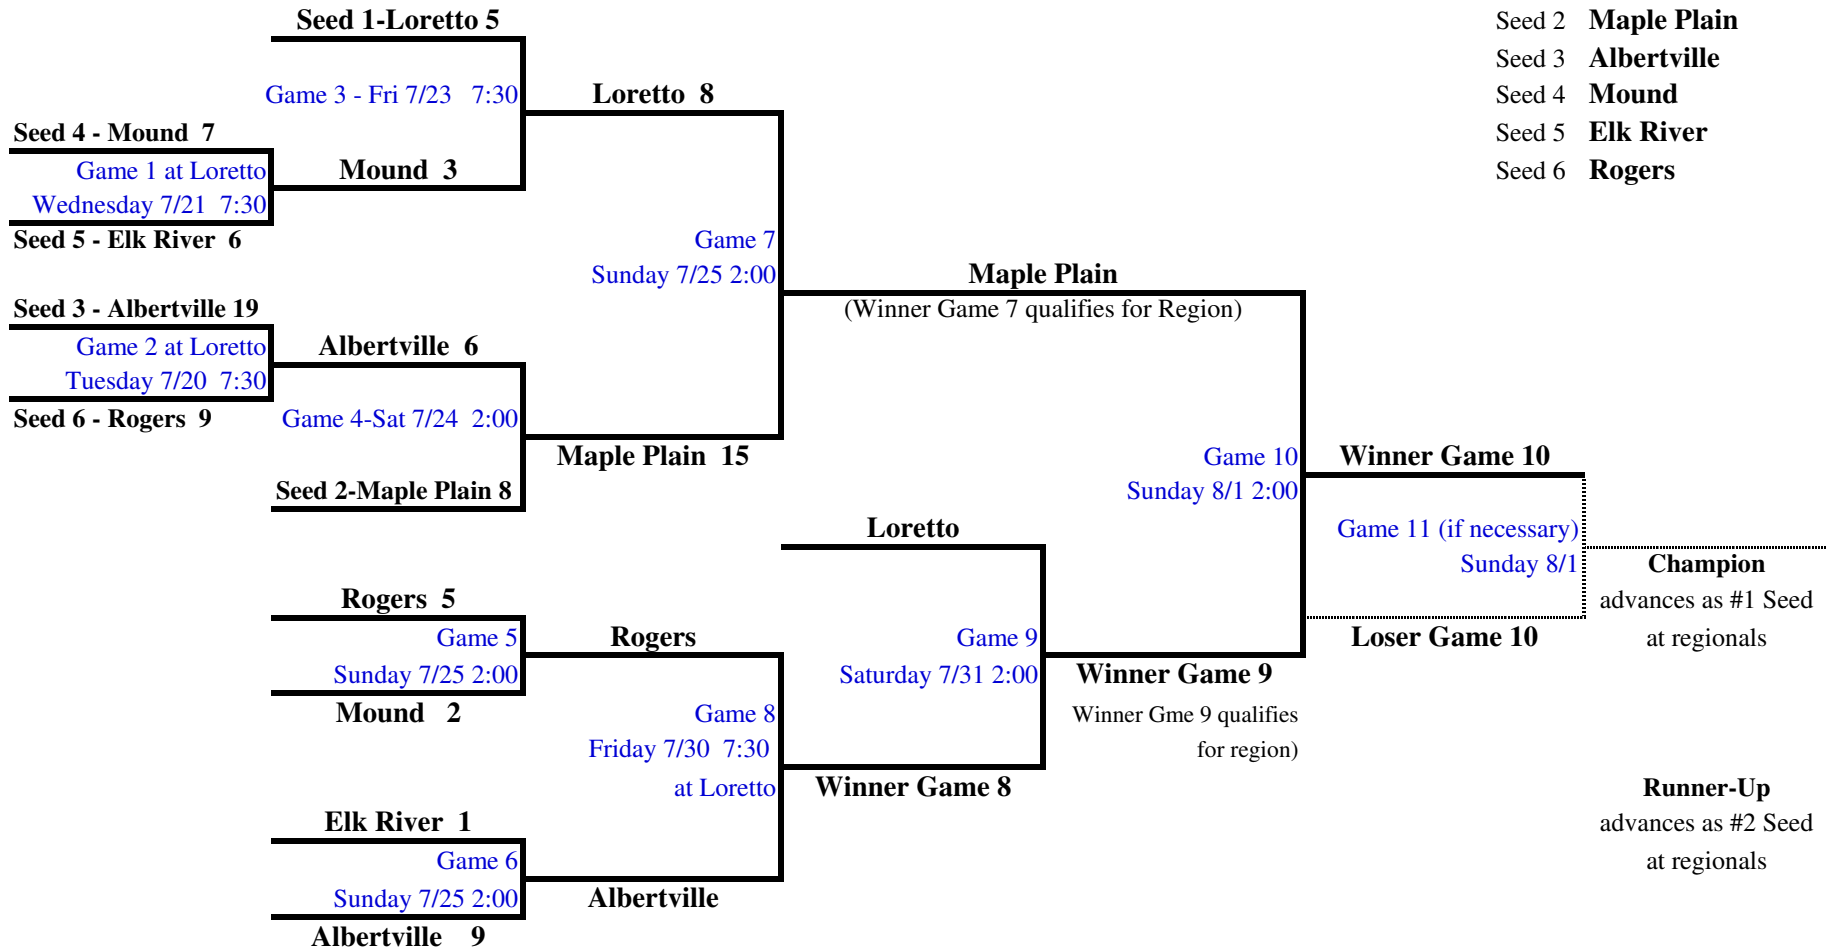 Seed 1-Loretto 5
Game 3 - Fri 7/23 7:30
Seed 4 - Mound 7
Game 1 at Loretto
Wednesday 7/21 7:30
Seed 5 - Elk River 6
Loretto 8
Mound 3
Seed 3 - Albertville 19
Game 2 at Loretto
Tuesday 7/20 7:30
Seed 6 - Rogers 9
Albertville 6
Game 4-Sat 7/24 2:00
Seed 2-Maple Plain 8
Maple Plain 15
Game 7
Sunday 7/25 2:00
Maple Plain
(Winner Game 7 qualifies for Region)
Seed 2 Maple Plain
Seed 3 Albertville
Seed 4 Mound
Seed 5 Elk River
Seed 6 Rogers
Game 10
Sunday 8/1 2:00
Winner Game 10
Game 11 (if necessary)
Sunday 8/1
Loser Game 10
Champion
advances as #1 Seed
at regionals
Loretto
Game 9
Saturday 7/31 2:00
Winner Game 9
Winner Gme 9 qualifies
for region)
Rogers 5
Game 5
Sunday 7/25 2:00
Mound 2
Rogers
Game 8
Friday 7/30 7:30
at Loretto
Winner Game 8
Elk River 1
Game 6
Sunday 7/25 2:00
Albertville 9
Albertville
Runner-Up
advances as #2 Seed
at regionals